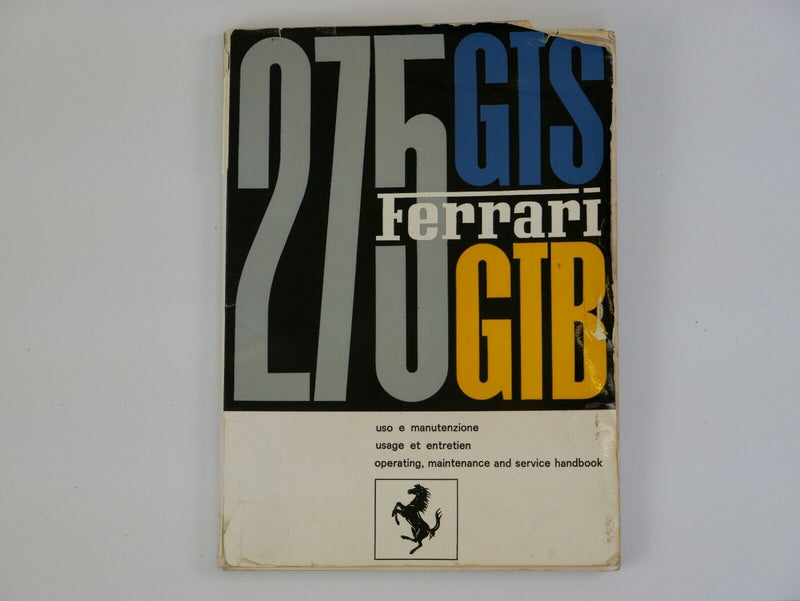 275 GTS
Ferrari
GTB
uso e manutenzione
usage et entretien
operating, maintenance and service handbook